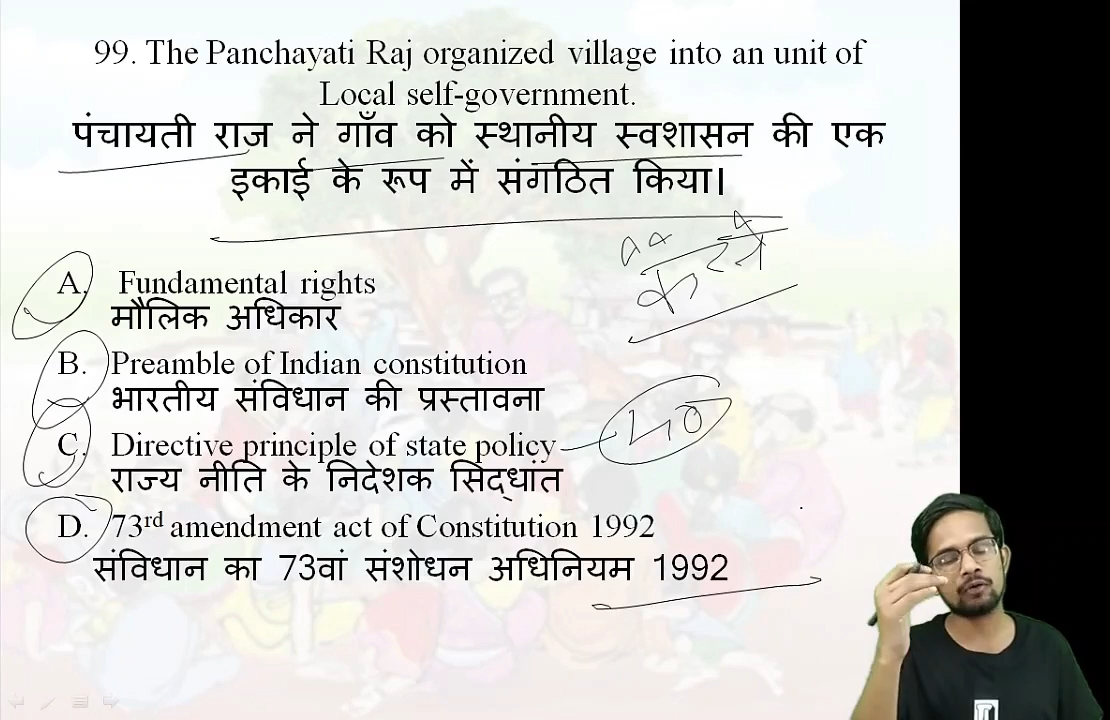 99. The Panchayati Raj organized village into an unit of
Local self-government.
पंचायती राज ने गाँव को स्थानीय स्वशासन की एक
इकाई के रूप में संगठित किया।
A. Fundamental rights
मौलिक अधिकार
B. Preamble of Indian constitution
भारतीय संविधान की प्रस्तावना
C. Directive principle of state policy
40
राज्य नीति के निदेशक सिद्धांत
D. 73rd amendment act of Constitution 1992
संविधान का 73वां संशोधन अधिनियम 1992